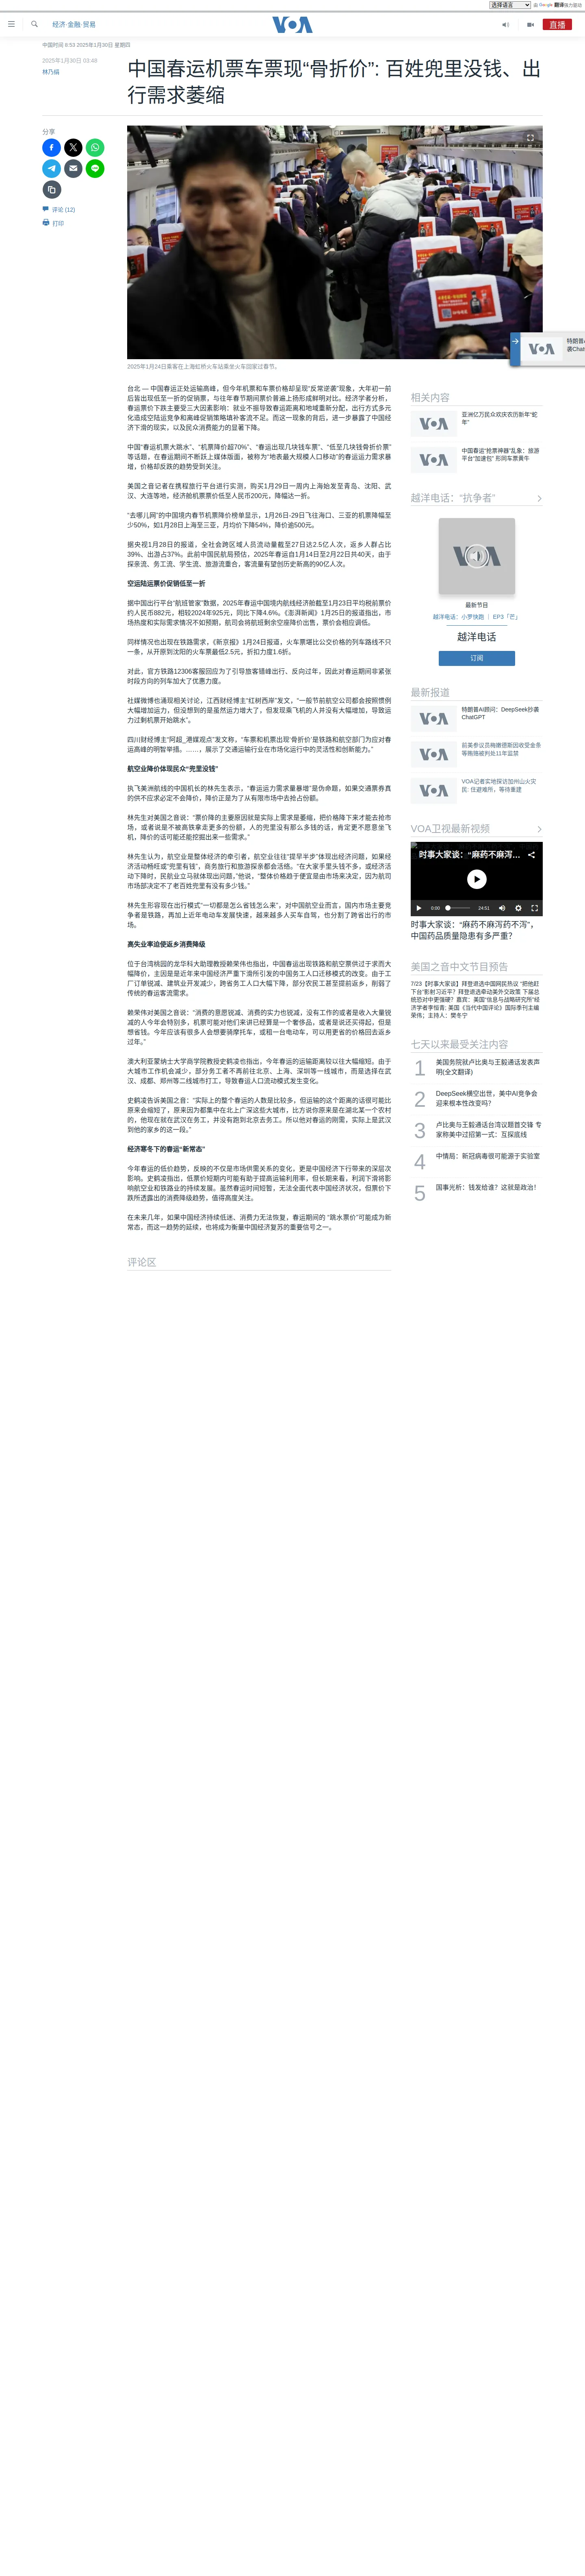 选择语言
由 Google 翻译强力驱动
经济·金融·贸易
VOA
直播
中国时间 6:53 2025年1月30日 星期四
2025年1月30日 03:48
林乃绢
中国春运机票车票现“骨折价”: 百姓兜里没钱、出
行需求萎缩
分享
评论 (12)
打印
2025年1月24日乘客在上海虹桥火车站乘坐火车回家过春节。
台北 — 中国春运正处运输高峰，但今年机票和车票价格却呈现“反常逆袭”现象，大年初一前
后皆出现低至一折的促销票，与往年春节期间票价普遍上扬形成鲜明对比。经济学者分析，
春运票价下跌主要受三大因素影响：就业不振导致春运距离和地域重新分配，出行方式多元
化造成空陆运竞争和离峰促销策略填补客流不足。而这一现象的背后，进一步暴露了中国经
济下滑的现实，以及民众消费能力的显著下降。
中国“春运机票大跳水”、“机票降价超70%”、“春运出现几块钱车票”、“低至几块钱骨折价票”
等话题，在春运期间不断跃上媒体版面，被称为“地表最大规模人口移动”的春运运力需求暴
增，价格却反跌的趋势受到关注。
美国之音记者在携程旅行平台进行实测，购买1月29日一周内上海始发至青岛、沈阳、武
汉、大连等地，经济舱机票票价低至人民币200元，降幅达一折。
“去哪儿网”的中国境内春节机票降价榜单显示，1月26日-29日飞往海口、三亚的机票降幅至
少50%，如1月28日上海至三亚，月均价下降54%，降价逾500元。
据央视1月28日的报道，全社会跨区域人员流动量截至27日达2.5亿人次，返乡人群占比
39%、出游占37%。此前中国民航局预估，2025年春运自1月14日至2月22日共40天，由于
探亲流、务工流、学生流、旅游流重合，客流量有望创历史新高的90亿人次。
空运陆运票价促销低至一折
据中国出行平台“航班管家”数据，2025年春运中国境内航线经济舱截至1月23日平均税前票价
约人民币882元，相较2024年925元，同比下降4.6%。《澎湃新闻》1月25日的报道指出，市
场热度和实际需求情况不如预期，航司会将航班剩余空座降价出售，票价会相应调低。
同样情况也出现在铁路需求，《新京报》1月24日报道，火车票堪比公交价格的列车路线不只
一条，从开原到沈阳的火车票最低2.5元，折扣力度1.6折。
对此，官方铁路12306客服回应为了引导旅客错峰出行、反向过年，因此对春运期间非紧张
时段方向的列车加大了优惠力度。
社媒微博也涌现相关讨论，江西财经博主“红树西岸”发文，“一般节前航空公司都会按照惯例
大幅增加运力，但没想到的是虽然运力增大了，但发现乘飞机的人并没有大幅增加，导致运
力过剩机票开始跳水”。
四川财经博主“阿超_港媒观点”发文称，“车票和机票出现‘骨折价’是铁路和航空部门为应对春
运高峰的明智举措。……，展示了交通运输行业在市场化运行中的灵活性和创新能力。”
航空业降价体现民众“兜里没钱”
执飞美洲航线的中国机长的林先生表示，“春运运力需求量暴增”是伪命题，如果交通票券真
的供不应求必定不会降价，降价正是为了从有限市场中去抢占份额。
林先生对美国之音说：“票价降的主要原因就是实际上需求是萎缩，把价格降下来才能去抢市
场，或者说是不被高铁拿走更多的份额，人的兜里没有那么多钱的话，肯定更不愿意坐飞
机，降价的话可能还能挖掘出来一些需求。”
林先生认为，航空业是整体经济的牵引者，航空业往往“提早半步”体现出经济问题，如果经
济活动畅旺或“兜里有钱”，商务旅行和旅游探亲都会活络。“在大家手里头钱不多，或经济活
动下降时，民航业立马就体现出问题。”他说，“整体价格趋于便宜是由市场来决定，因为航司
市场部决定不了老百姓兜里有没有多少钱。”
林先生形容现在出行模式“一切都是怎么省钱怎么来”，对中国航空业而言，国内市场主要竞
争者是铁路，再加上近年电动车发展快速，越来越多人买车自驾，也分割了跨省出行的市
场。
高失业率迫使返乡消费降级
位于台湾桃园的龙华科大助理教授赖荣伟也指出，中国春运出现铁路和航空票供过于求而大
幅降价，主因是是近年来中国经济严重下滑所引发的中国务工人口迁移模式的改变。由于工
厂订单锐减、建筑业开发减少，跨省务工人口大幅下降，部分农民工甚至提前返乡，削弱了
传统的春运客流需求。
赖荣伟对美国之音说：“消费的意愿锐减、消费的实力也锐减，没有工作的或者是收入大量锐
减的人今年会特别多，机票可能对他们来讲已经算是一个奢侈品，或者是说还买得起，但是
想省钱。今年应该有很多人会想要骑摩托车，或租一台电动车，可以用更省的价格回去返乡
过年。”
澳大利亚蒙纳士大学商学院教授史鹤凌也指出，今年春运的运输距离较以往大幅缩短。由于
大城市工作机会减少，部分务工者不再前往北京、上海、深圳等一线城市，而是选择在武
汉、成都、郑州等二线城市打工，导致春运人口流动模式发生变化。
史鹤凌告诉美国之音：“实际上的整个春运的人数是比较多，但运输的这个距离的话很可能比
原来会缩短了，原来因为都集中在北上广深这些大城市，比方说你原来是在湖北某一个农村
的，他现在就在武汉在务工，并没有跑到北京去务工。所以他对春运的刚需，实际上是武汉
到他的家乡的这一段。”
经济寒冬下的春运“新常态”
今年春运的低价趋势，反映的不仅是市场供需关系的变化，更是中国经济下行带来的深层次
影响。史鹤凌指出，低票价短期内可能有助于提高运输利用率，但长期来看，利润下滑将影
响航空业和铁路业的持续发展。虽然春运时间短暂，无法全面代表中国经济状况，但票价下
跌所透露出的消费降级趋势，值得高度关注。
在未来几年，如果中国经济持续低迷、消费力无法恢复，春运期间的 “跳水票价”可能成为新
常态，而这一趋势的延续，也将成为衡量中国经济复苏的重要信号之一。
评论区
相关内容
亚洲亿万民众欢庆农历新年“蛇
年”
中国春运“抢票神器”乱象：旅游
平台“加速包” 形同车票黄牛
越洋电话：“抗争者”
最新节目
越洋电话：小罗快跑 ｜ EP3「芒」
越洋电话
订阅
最新报道
特朗普AI顾问：DeepSeek抄袭
ChatGPT
前美参议员梅嫩德斯因收受金条
等贿赂被判处11年监禁
VOA记者实地探访加州山火灾
民: 住避难所，等待重建
VOA卫视最新视频
时事大家谈：“麻药不麻泻...
0:00
24:51
时事大家谈：“麻药不麻泻药不泻”，
中国药品质量隐患有多严重？
美国之音中文节目预告
7/23【时事大家谈】拜登退选中国网民热议 “把他赶
下台”影射习近平？拜登退选牵动美外交政策 下届总
统恐对中更强硬？嘉宾：美国“信息与战略研究所”经
济学者李恒青; 美国《当代中国评论》国际季刊主编
荣伟；主持人：樊冬宁
七天以来最受关注内容
1
美国务院就卢比奥与王毅通话发表声
明(全文翻译)
2
DeepSeek横空出世，美中AI竞争会
迎来根本性改变吗？
3
卢比奥与王毅通话台湾议题首交锋 专
家称美中过招第一式：互探底线
4
中情局：新冠病毒很可能源于实验室
5
国事光析：钱发给谁？这就是政治！
特朗普A
袭Chat